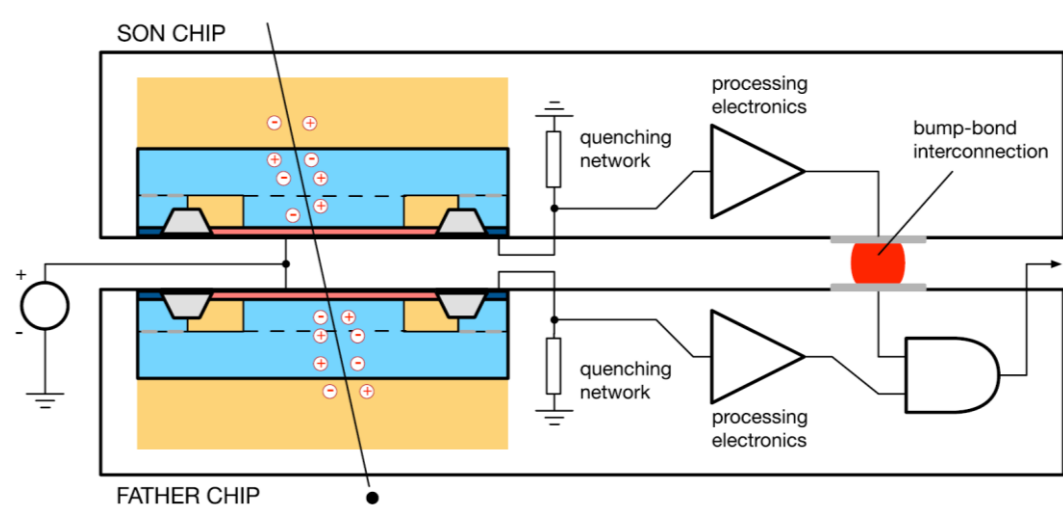 SON CHIP
processing
electronics
bump-bond
interconnection
quenching
network
+
-
quenching
network
processing
electronics
FATHER CHIP